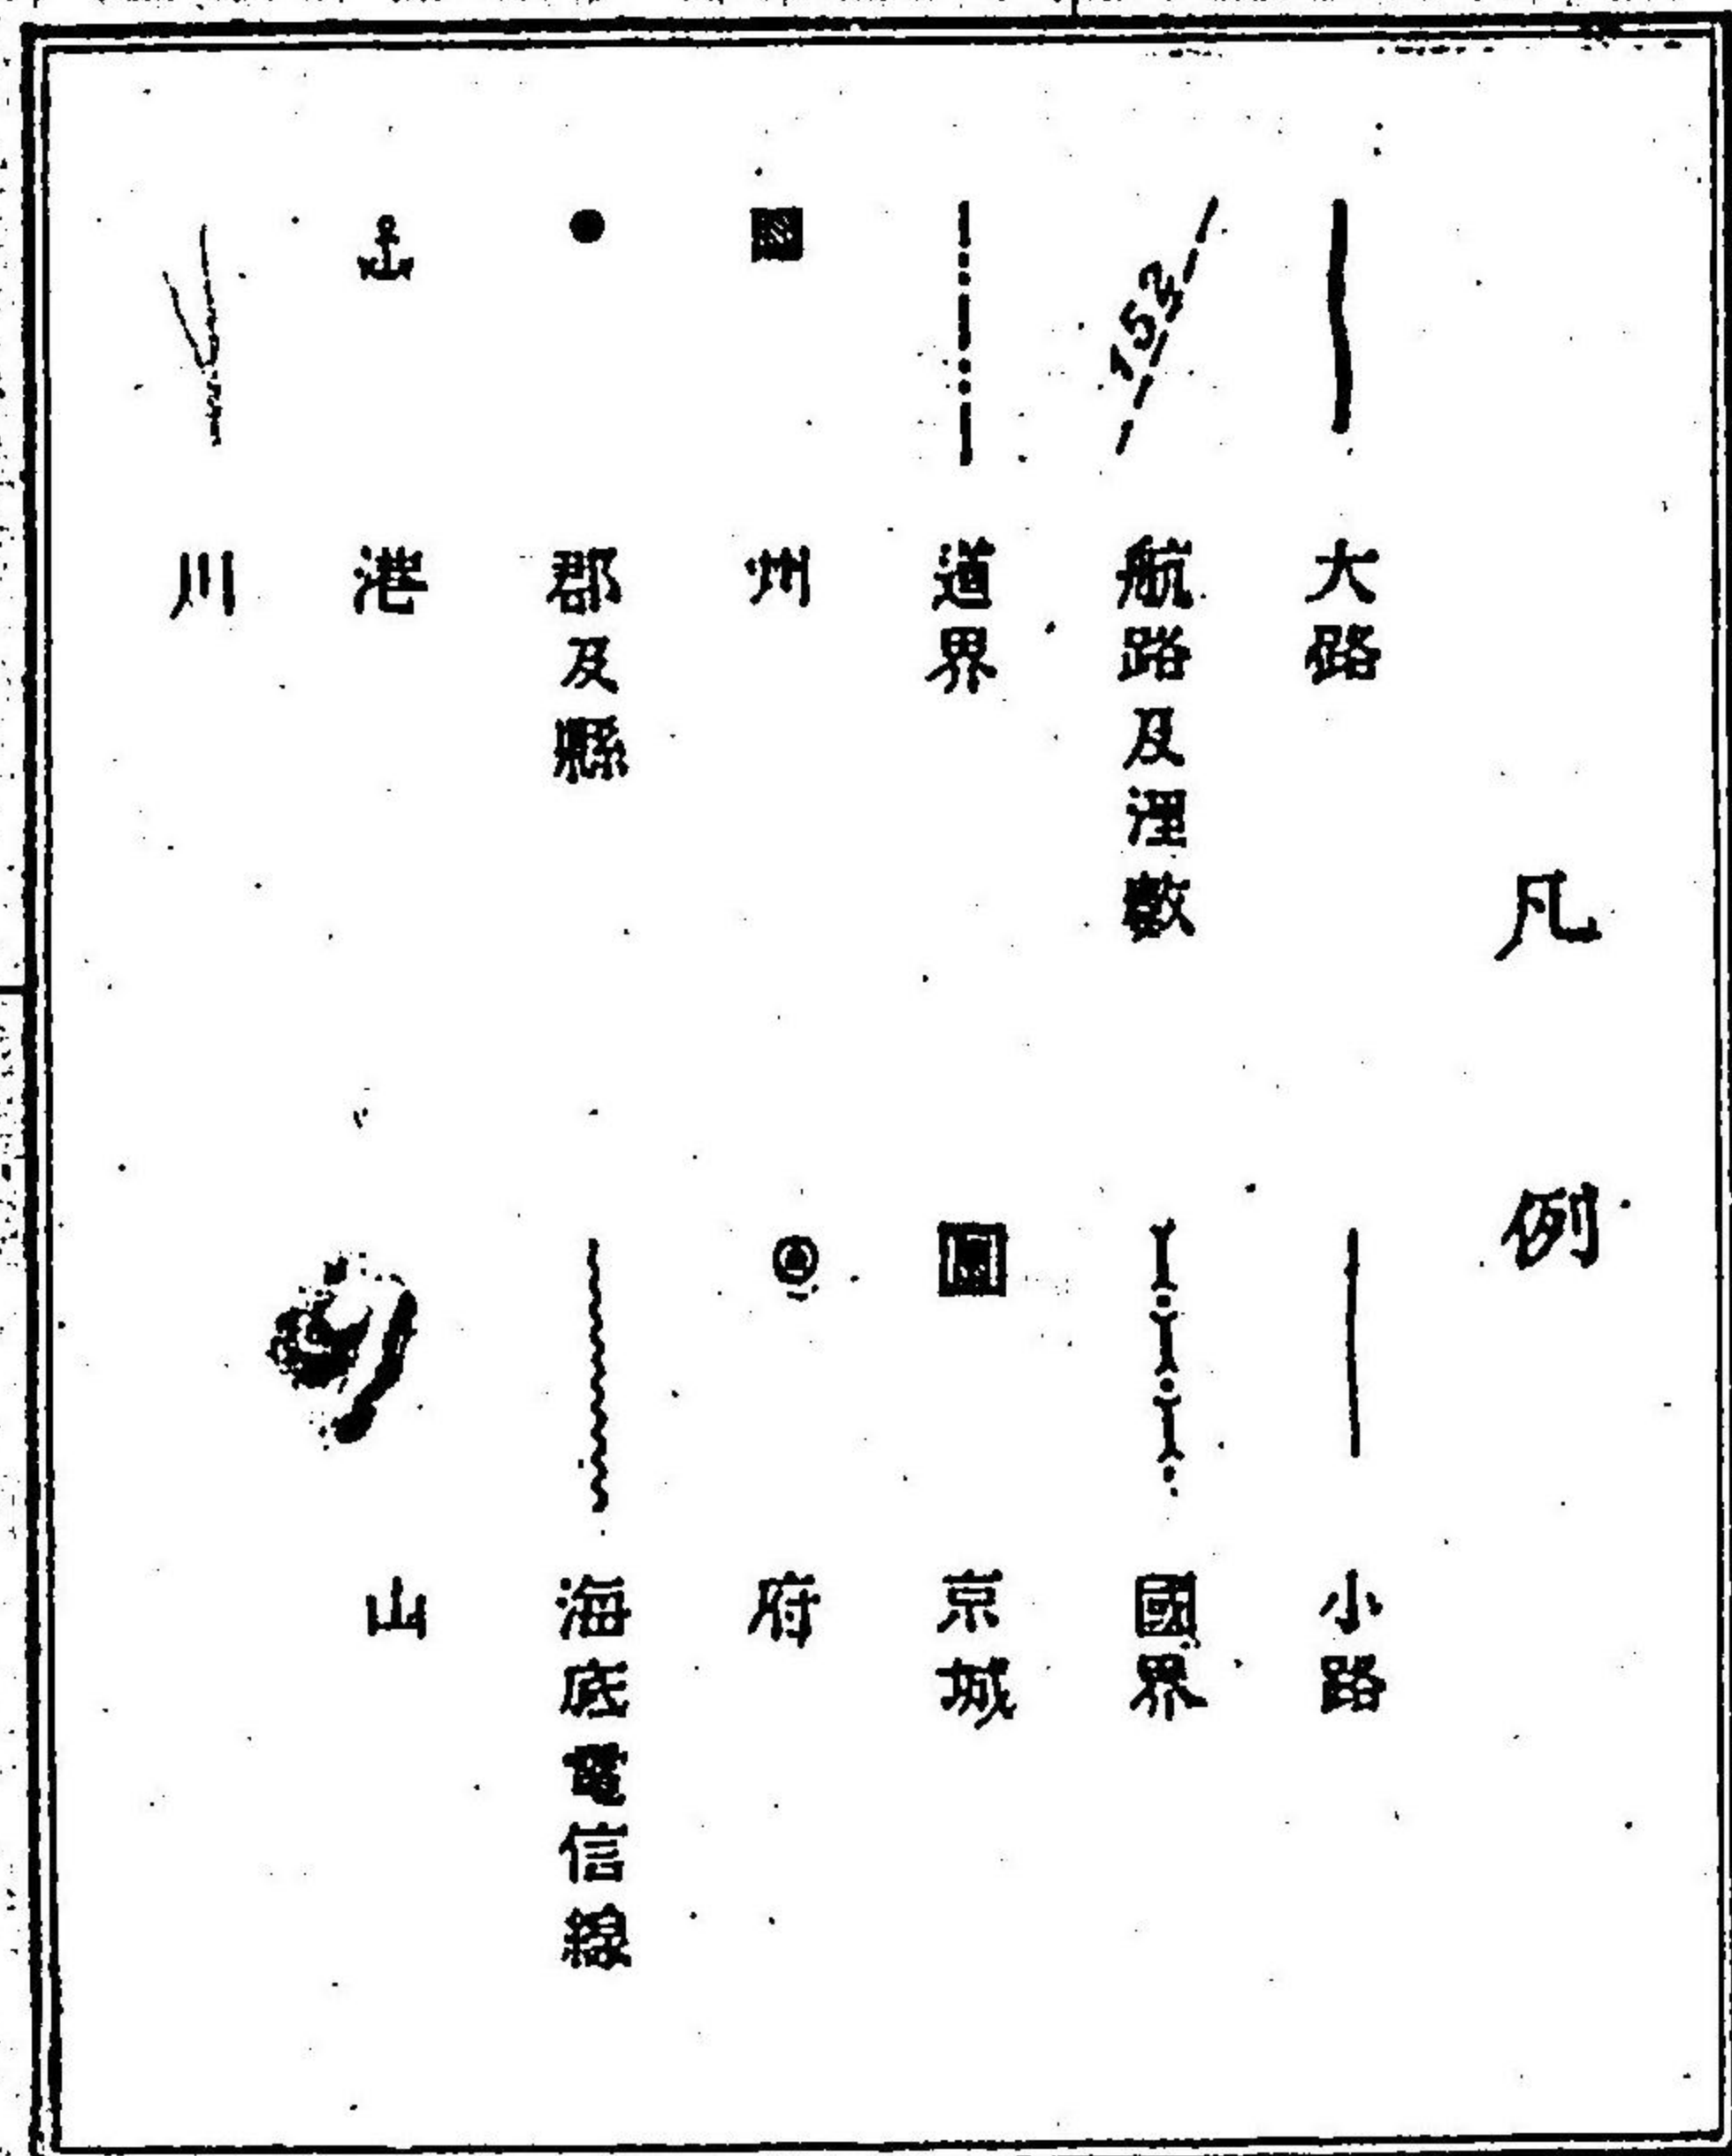 凡例
大路
小路
152
航路及浬數
國界
道界
京城
州
府
郡及縣
海底電信線
港
山
川